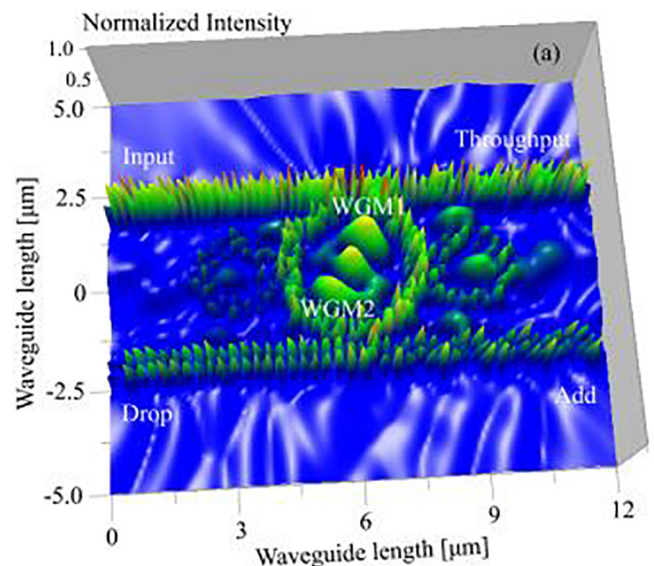 Normalized Intensity
1.0
(a)
0.5
5.0
Input
Throughput
2.5
WGM1
0
WGM2
-2.5
Drop
Add
-5.0
0
3
6
9
12
Waveguide length [μm]
Waveguide length [μm]